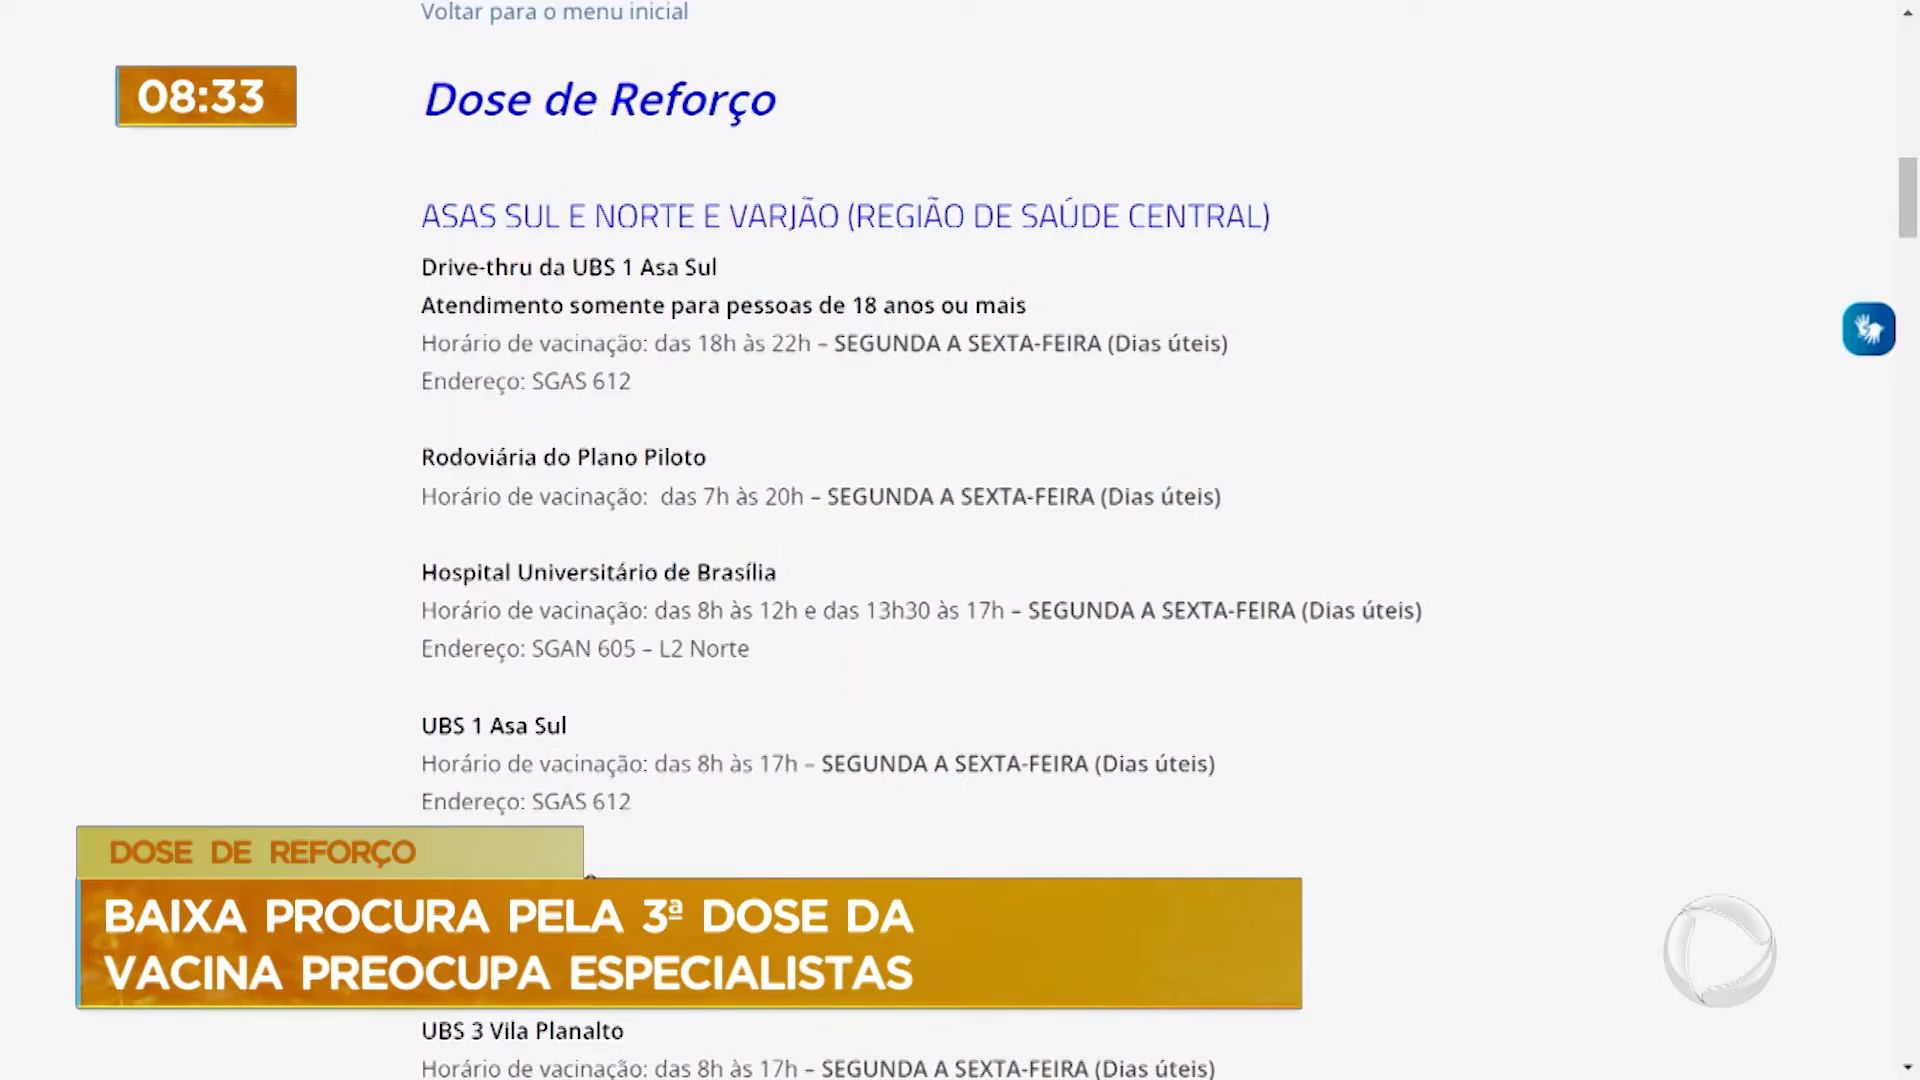 Voltar para o menu inicial
08:33
Dose de Reforço
ASAS SUL E NORTE E VARJÃO (REGIÃO DE SAÚDE CENTRAL)
Drive-thru da UBS 1 Asa Sul
Atendimento somente para pessoas de 18 anos ou mais
Horário de vacinação: das 18h às 22h – SEGUNDA A SEXTA-FEIRA (Dias úteis)
Endereço: SGAS 612
Rodoviária do Plano Piloto
Horário de vacinação: das 7h às 20h – SEGUNDA A SEXTA-FEIRA (Dias úteis)
Hospital Universitário de Brasília
Horário de vacinação: das 8h às 12h e das 13h30 às 17h – SEGUNDA A SEXTA-FEIRA (Dias úteis)
Endereço: SGAN 605 – L2 Norte
UBS 1 Asa Sul
Horário de vacinação: das 8h às 17h – SEGUNDA A SEXTA-FEIRA (Dias úteis)
Endereço: SGAS 612
DOSE DE REFORÇO
BAIXA PROCURA PELA 3ª DOSE DA
VACINA PREOCUPA ESPECIALISTAS
UBS 3 Vila Planalto
Horário de vacinação: das 8h às 17h – SEGUNDA A SEXTA-FEIRA (Dias úteis)